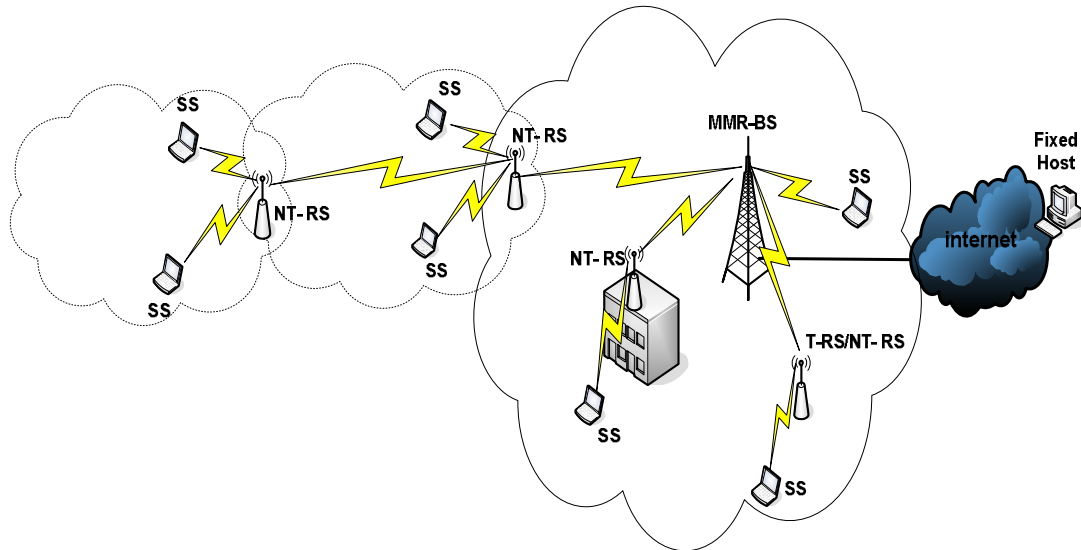 SS
NT- RS
SS
SS
NT- RS
SS
MMR-BS
SS
Fixed
Host
internet
NT- RS
SS
T-RS/NT- RS
SS